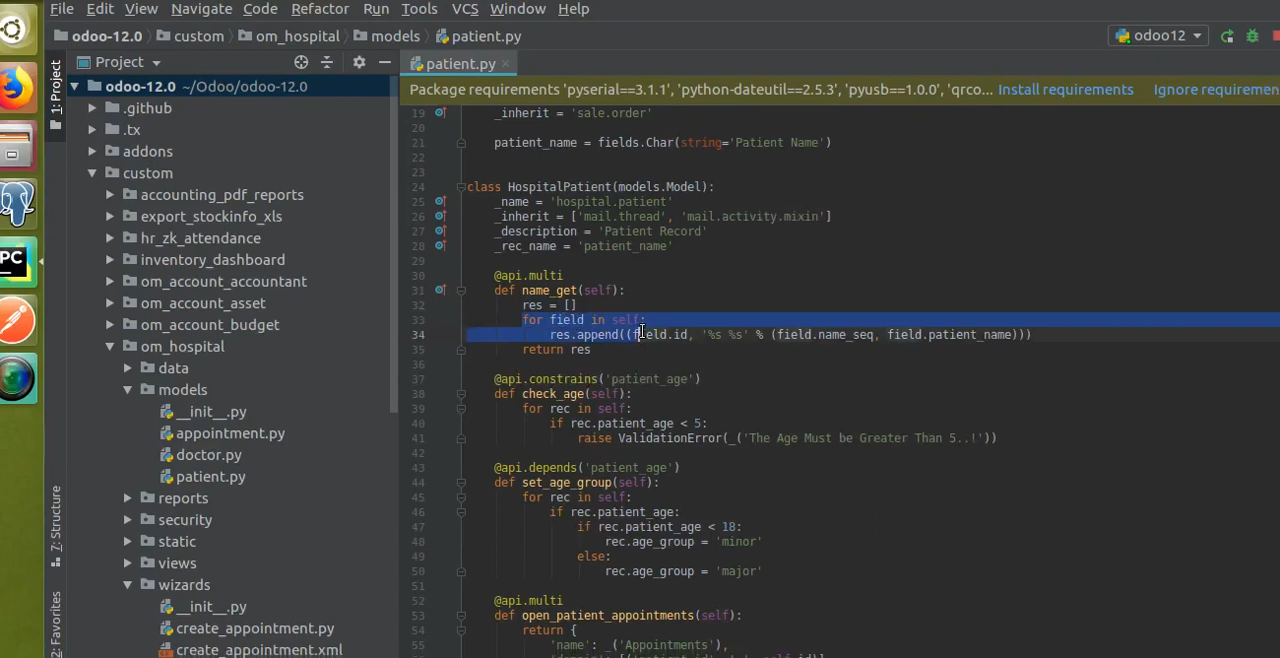 File Edit View Navigate Code Refactor Run Tools VCS Window Help
odoo-12.0 custom om_hospital models patient.py odoo12
1: Project
Project
patient.py
Package requirements 'pyserial==3.1.1', 'python-dateutil==2.5.3', 'pyusb==1.0.0', 'qrco... Install requirements Ignore requiremen
odoo-12.0 ~/Odoo/odoo-12.0
.github
.tx
addons
custom
accounting_pdf_reports
export_stockinfo_xls
hr_zk_attendance
inventory_dashboard
om_account_accountant
om_account_asset
om_account_budget
om_hospital
data
models
__init__.py
appointment.py
doctor.py
patient.py
reports
security
static
views
wizards
__init__.py
create_appointment.py
create_appointment.xml
PC
7: Structure
2: Favorites
19 _inherit = 'sale.order'
20
21 patient_name = fields.Char(string='Patient Name')
22
23
24 class HospitalPatient(models.Model):
25 _name = 'hospital.patient'
26 _inherit = ['mail.thread', 'mail.activity.mixin']
27 _description = 'Patient Record'
28 _rec_name = 'patient_name'
29
30 @api.multi
31 def name_get(self):
32 res = []
33 for field in self:
34 res.append((field.id, '%s %s' % (field.name_seq, field.patient_name)))
35 return res
36
37 @api.constrains('patient_age')
38 def check_age(self):
39 for rec in self:
40 if rec.patient_age < 5:
41 raise ValidationError(_('The Age Must be Greater Than 5..!'))
42
43 @api.depends('patient_age')
44 def set_age_group(self):
45 for rec in self:
46 if rec.patient_age:
47 if rec.patient_age < 18:
48 rec.age_group = 'minor'
49 else:
50 rec.age_group = 'major'
51
52 @api.multi
53 def open_patient_appointments(self):
54 return {
55 'name': _('Appointments'),